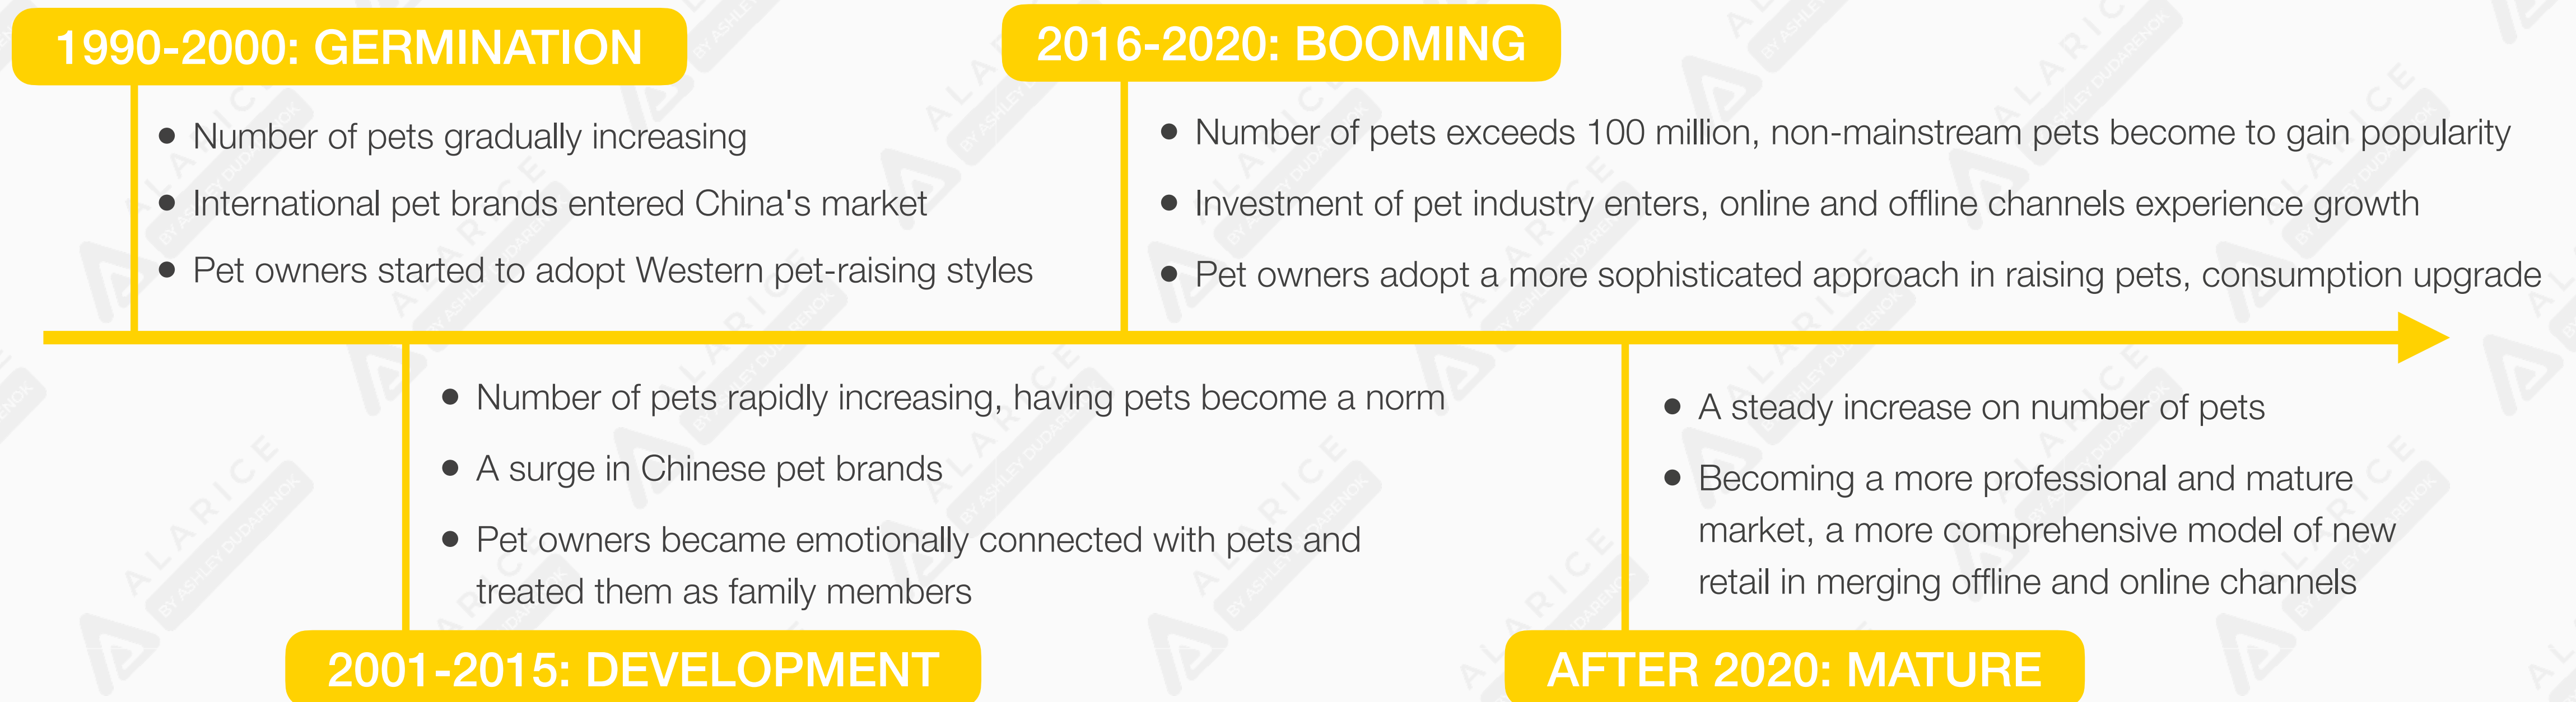 1990-2000: GERMINATION
• Number of pets gradually increasing
• International pet brands entered China's market
• Pet owners started to adopt Western pet-raising styles
2016-2020: BOOMING
• Number of pets exceeds 100 million, non-mainstream pets become to gain popularity
• Investment of pet industry enters, online and offline channels experience growth
• Pet owners adopt a more sophisticated approach in raising pets, consumption upgrade
• Number of pets rapidly increasing, having pets become a norm
• A surge in Chinese pet brands
• Pet owners became emotionally connected with pets and
treated them as family members
2001-2015: DEVELOPMENT
• A steady increase on number of pets
• Becoming a more professional and mature
market, a more comprehensive model of new
retail in merging offline and online channels
AFTER 2020: MATURE
ALARICE
BY ASHLEY DUDARENOK